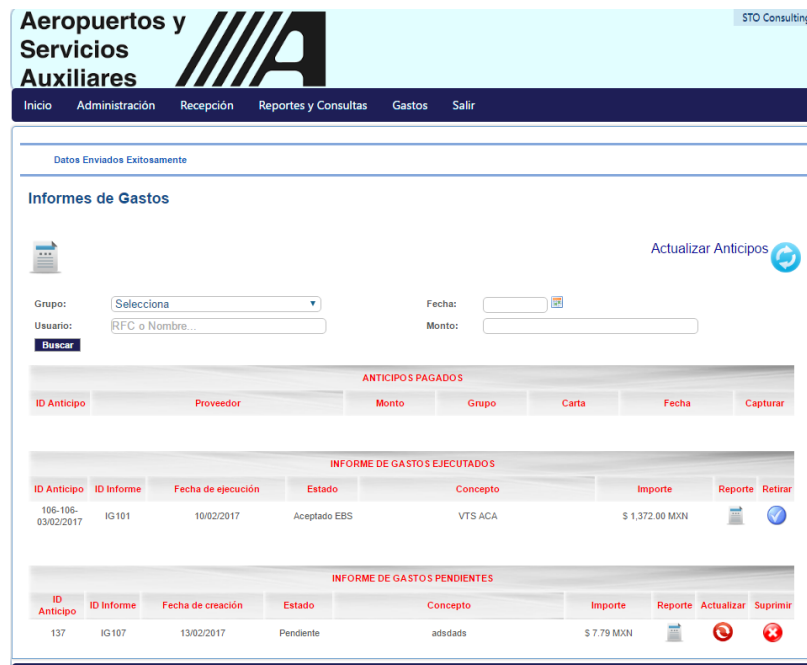 Aeropuertos y
Servicios
Auxiliares
STO Consulting
Inicio Administración Recepción Reportes y Consultas Gastos Salir
Datos Enviados Exitosamente
Informes de Gastos
Actualizar Anticipos
Grupo: Selecciona Fecha:
Usuario: RFC o Nombre... Monto:
Buscar
ANTICIPOS PAGADOS
ID Anticipo Proveedor Monto Grupo Carta Fecha Capturar
INFORME DE GASTOS EJECUTADOS
ID Anticipo ID Informe Fecha de ejecución Estado Concepto Importe Reporte Retirar
106-106-
03/02/2017 IG101 10/02/2017 Aceptado EBS VTS ACA $ 1,372.00 MXN
INFORME DE GASTOS PENDIENTES
ID
Anticipo ID Informe Fecha de creación Estado Concepto Importe Reporte Actualizar Suprimir
137 IG107 13/02/2017 Pendiente adsdads $ 7.79 MXN